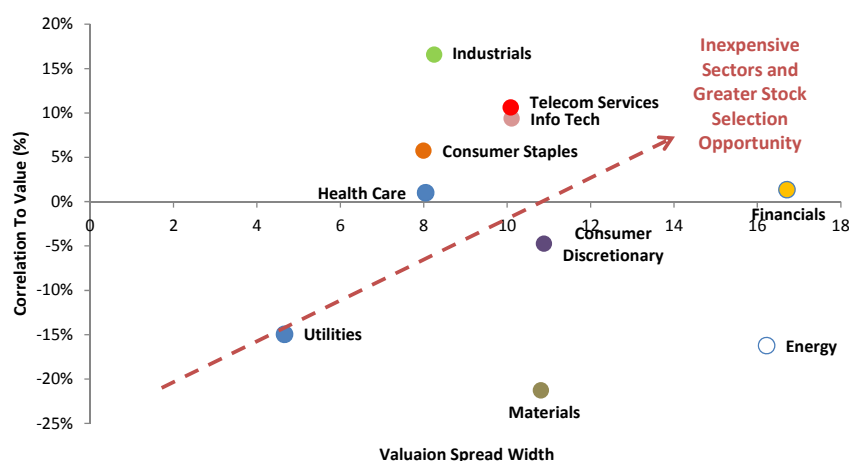 20%
15%
10%
5%
0%
-5%
-10%
-15%
-20%
-25%
Correlation To Value (%)
0 2 4 6 8 10 12 14 16 18
Valuaion Spread Width
Industrials
Telecom Services
Info Tech
Consumer Staples
Health Care
Financials
Consumer
Discretionary
Utilities
Energy
Materials
Inexpensive
Sectors and
Greater Stock
Selection
Opportunity